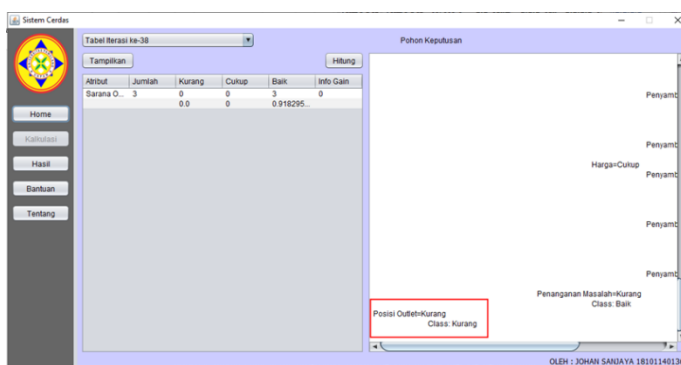 Sistem Cerdas
Tabel Iterasi ke-38
Pohon Keputusan
Tampilkan
Hitung
Atribut Jumlah Kurang Cukup Baik Info Gain
Sarana O... 3 0 0 3 0
0.0 0 0.918295...
Home
Kalkulasi
Hasil
Bantuan
Tentang
Penyamb
Penyamb
Harga=Cukup
Penyamb
Penyamb
Penyamb
Penanganan Masalah=Kurang
Class: Baik
Posisi Outlet=Kurang
Class: Kurang
OLEH : JOHAN SANJAYA 1810114013